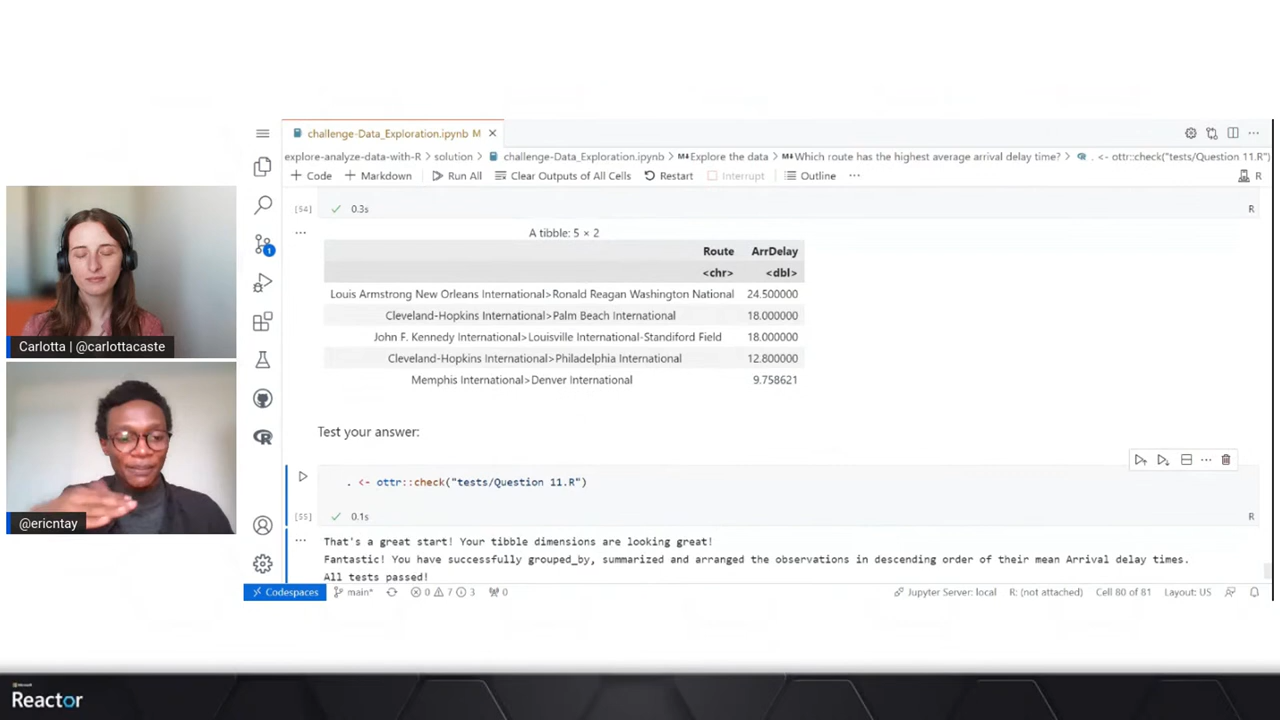 challenge-Data_Exploration.ipynb M
explore-analyze-data-with-R > solution > challenge-Data_Exploration.ipynb > Explore the data > Which route has the highest average arrival delay time? > . <- ottr::check("tests/Question 11.R")
+ Code + Markdown Run All Clear Outputs of All Cells Restart Interrupt Outline ... R
[54] 0.3s R
1
A tibble: 5 × 2
Route ArrDelay
<chr> <dbl>
Louis Armstrong New Orleans International>Ronald Reagan Washington National 24.500000
Cleveland-Hopkins International>Palm Beach International 18.000000
John F. Kennedy International>Louisville International-Standiford Field 18.000000
Cleveland-Hopkins International>Philadelphia International 12.800000
Memphis International>Denver International 9.758621
Test your answer:
. <- ottr::check("tests/Question 11.R")
[55] 0.1s R
That's a great start! Your tibble dimensions are looking great!
Fantastic! You have successfully grouped_by, summarized and arranged the observations in descending order of their mean Arrival delay times.
All tests passed!
Codespaces main* 0 7 3 0 Jupyter Server: local R: (not attached) Cell 80 of 81 Layout: US
Carlotta | @carlottacaste
@ericntay
Microsoft
Reactor